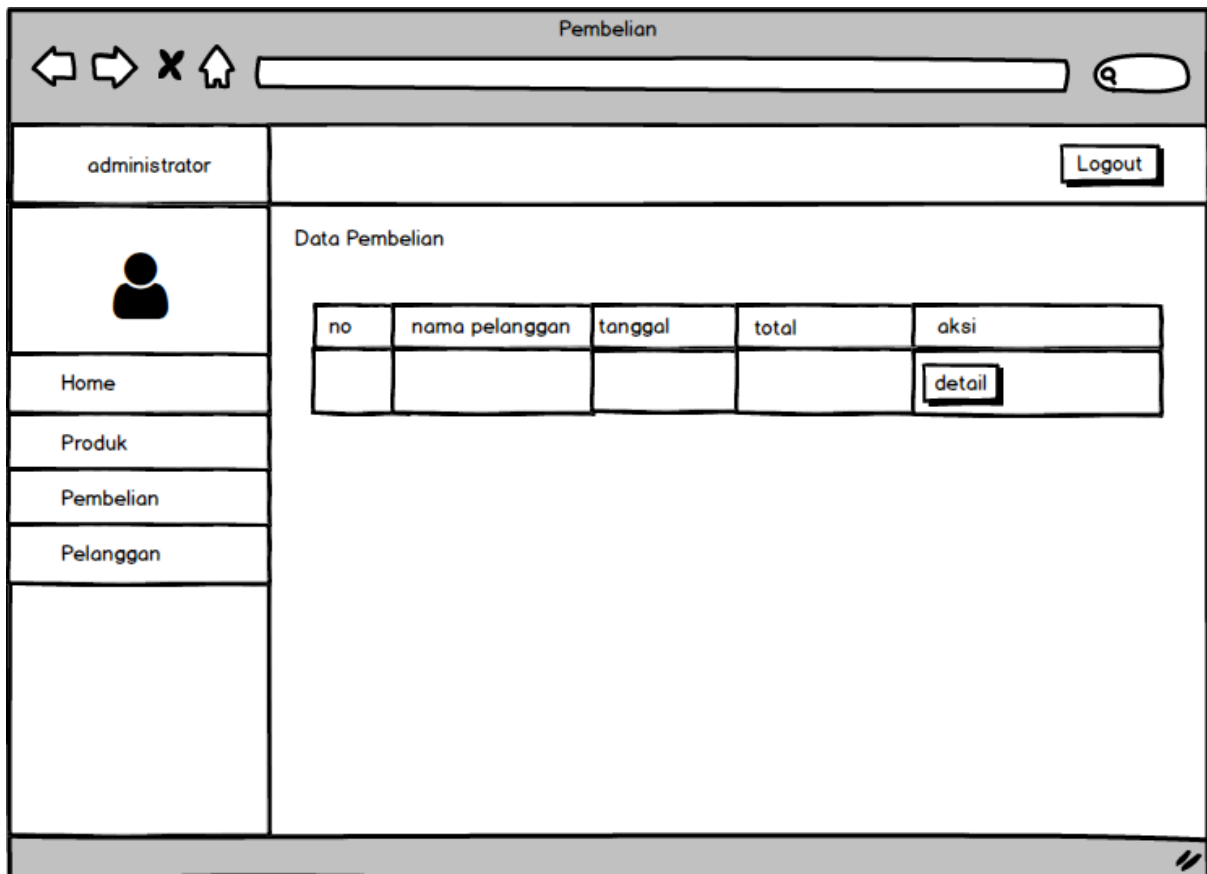 Pembelian
administrator
Logout
Data Pembelian
no nama pelanggan tanggal total aksi
detail
Home
Produk
Pembelian
Pelanggan